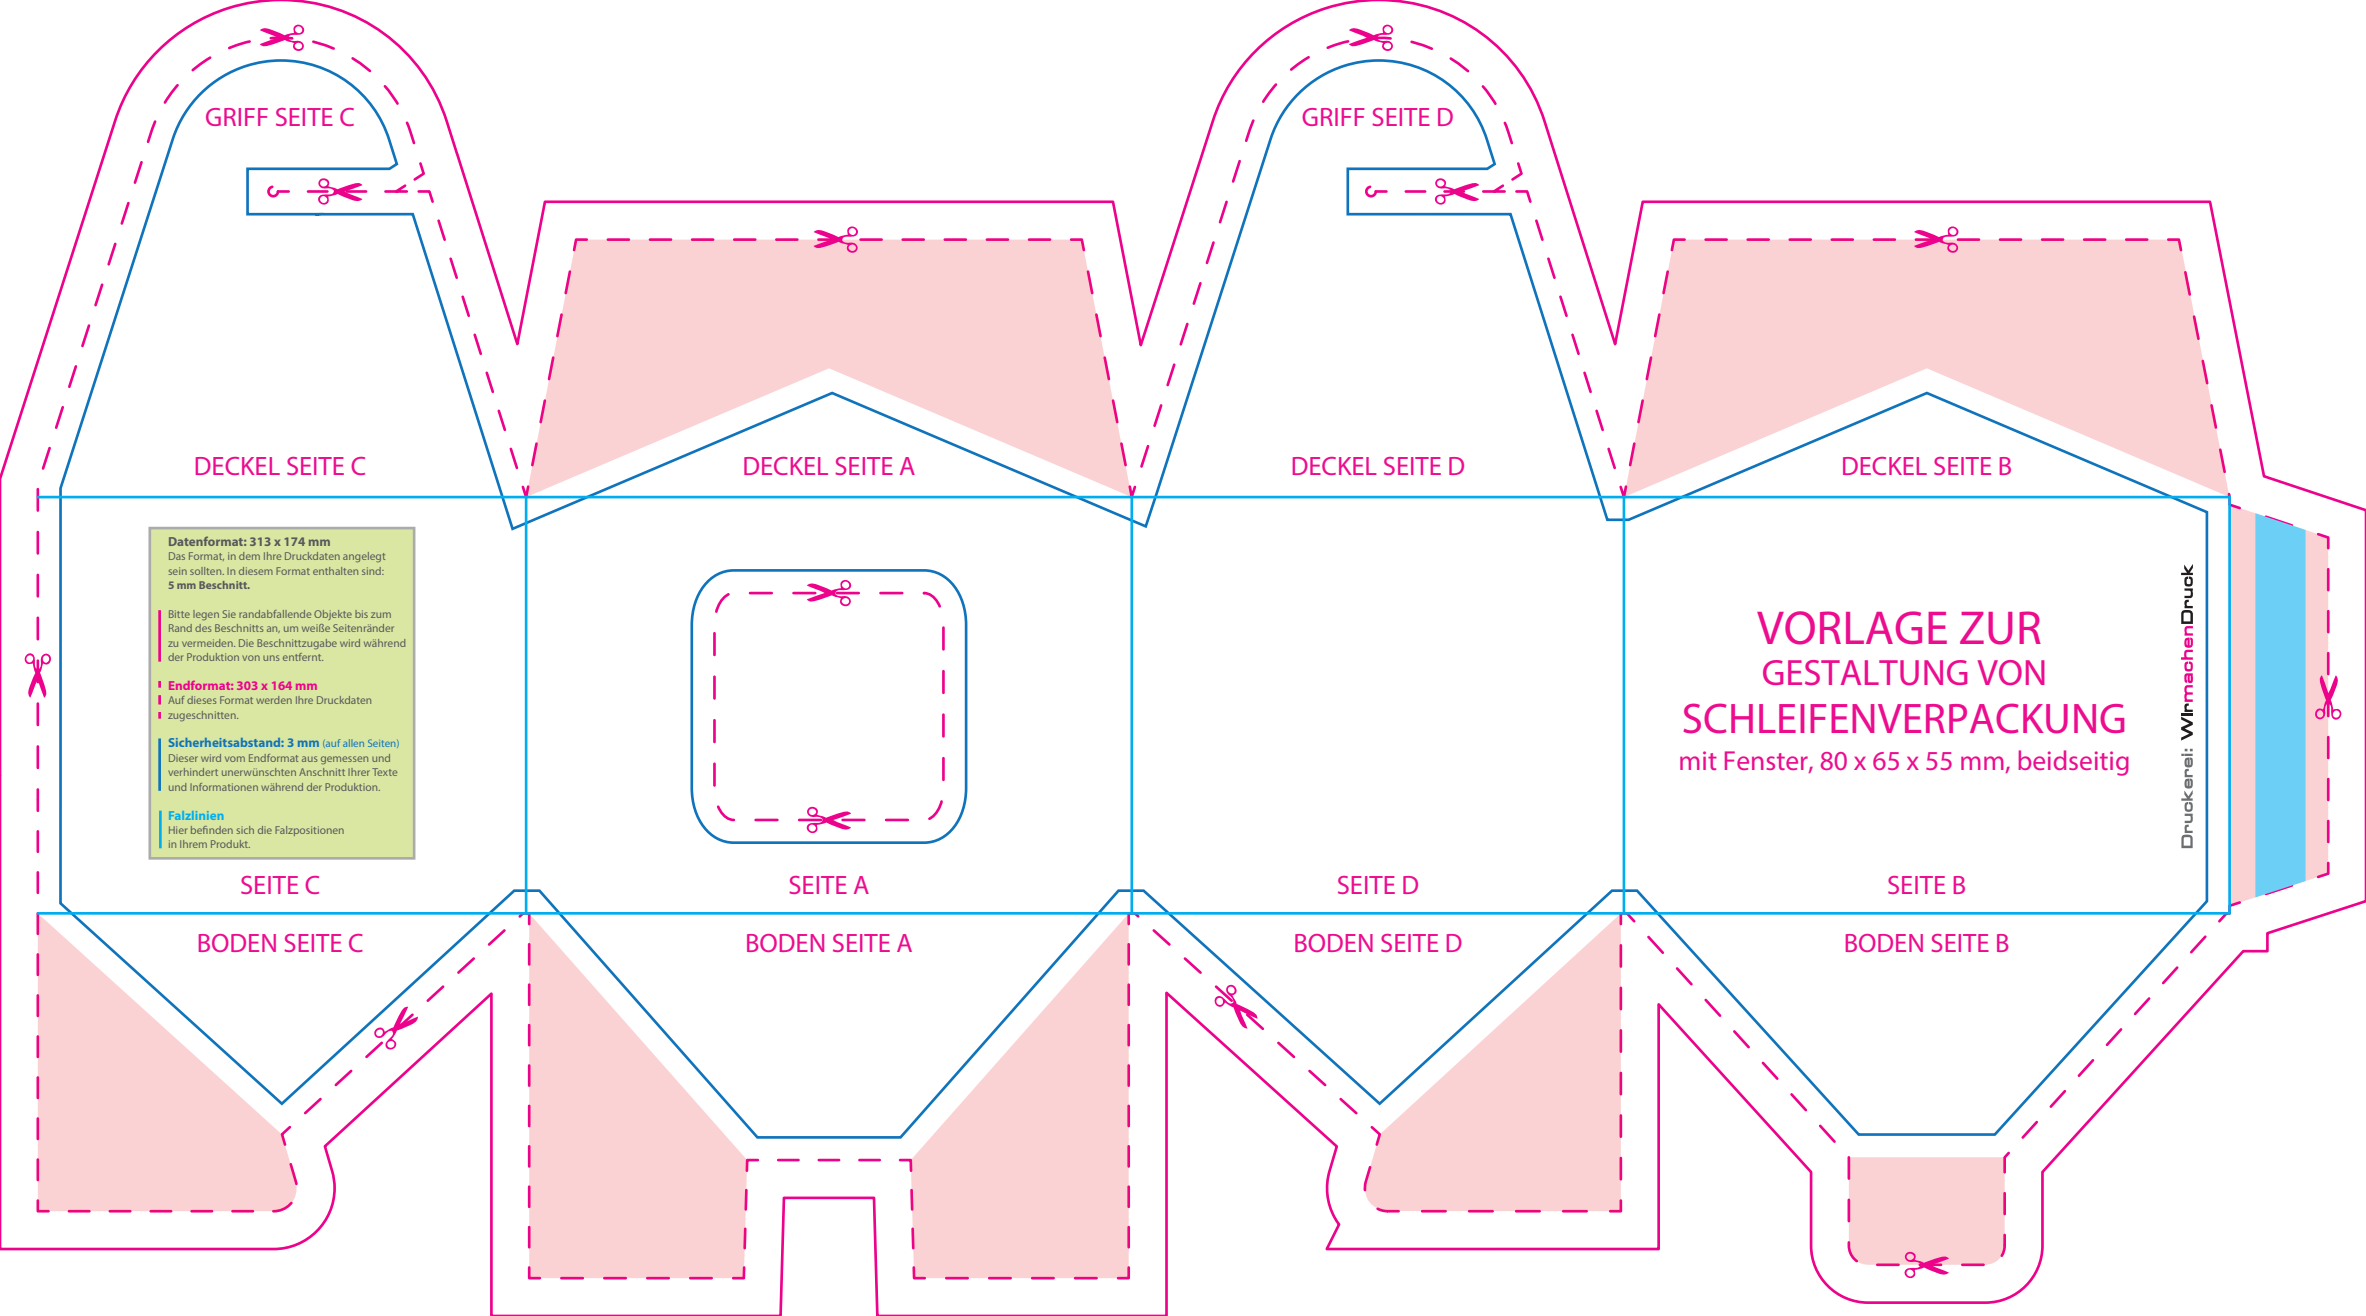 GRIFF SEITE C
GRIFF SEITE D
DECKEL SEITE C
DECKEL SEITE A
DECKEL SEITE D
DECKEL SEITE B
Datenformat: 313 x 174 mm
Das Format, in dem Ihre Druckdaten angelegt
sein sollten. In diesem Format enthalten sind:
5 mm Beschnitt.
Bitte legen Sie randabfallende Objekte bis zum
Rand des Beschnitts an, um weiße Seitenränder
zu vermeiden. Die Beschnittzugabe wird während
der Produktion von uns entfernt.
Endformat: 303 x 164 mm
Auf dieses Format werden Ihre Druckdaten
zugeschnitten.
Sicherheitsabstand: 3 mm (auf allen Seiten)
Dieser wird vom Endformat aus gemessen und
verhindert unerwünschten Anschnitt Ihrer Texte
und Informationen während der Produktion.
Falzlinien
Hier befinden sich die Falzpositionen
in Ihrem Produkt.
VORLAGE ZUR
GESTALTUNG VON
SCHLEIFENVERPACKUNG
mit Fenster, 80 x 65 x 55 mm, beidseitig
Druckerei: WIrmachenDruck
SEITE C
SEITE A
SEITE D
SEITE B
BODEN SEITE C
BODEN SEITE A
BODEN SEITE D
BODEN SEITE B